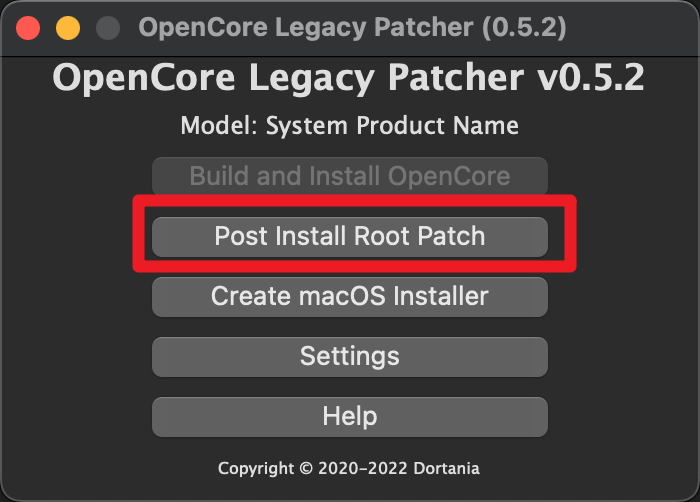 OpenCore Legacy Patcher (0.5.2)
OpenCore Legacy Patcher v0.5.2
Model: System Product Name
Build and Install OpenCore
Post Install Root Patch
Create macOS Installer
Settings
Help
Copyright © 2020-2022 Dortania